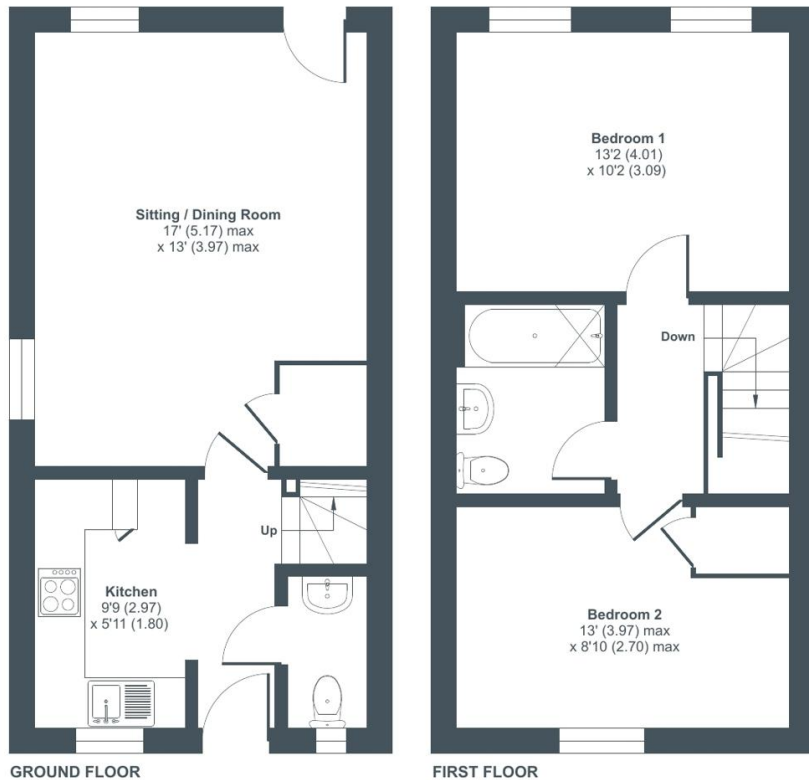 Sitting / Dining Room
17' (5.17) max
x 13' (3.97) max
Up
Kitchen
9'9 (2.97)
x 5'11 (1.80)
GROUND FLOOR
Bedroom 1
13'2 (4.01)
x 10'2 (3.09)
Down
Bedroom 2
13' (3.97) max
x 8'10 (2.70) max
FIRST FLOOR